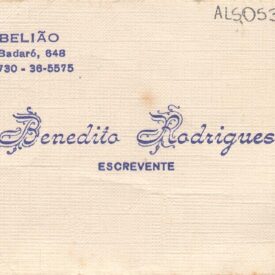 ALS053
BELIÃO
Badaró, 648
730 - 36-5575
Benedito Rodrigues
ESCREVENTE